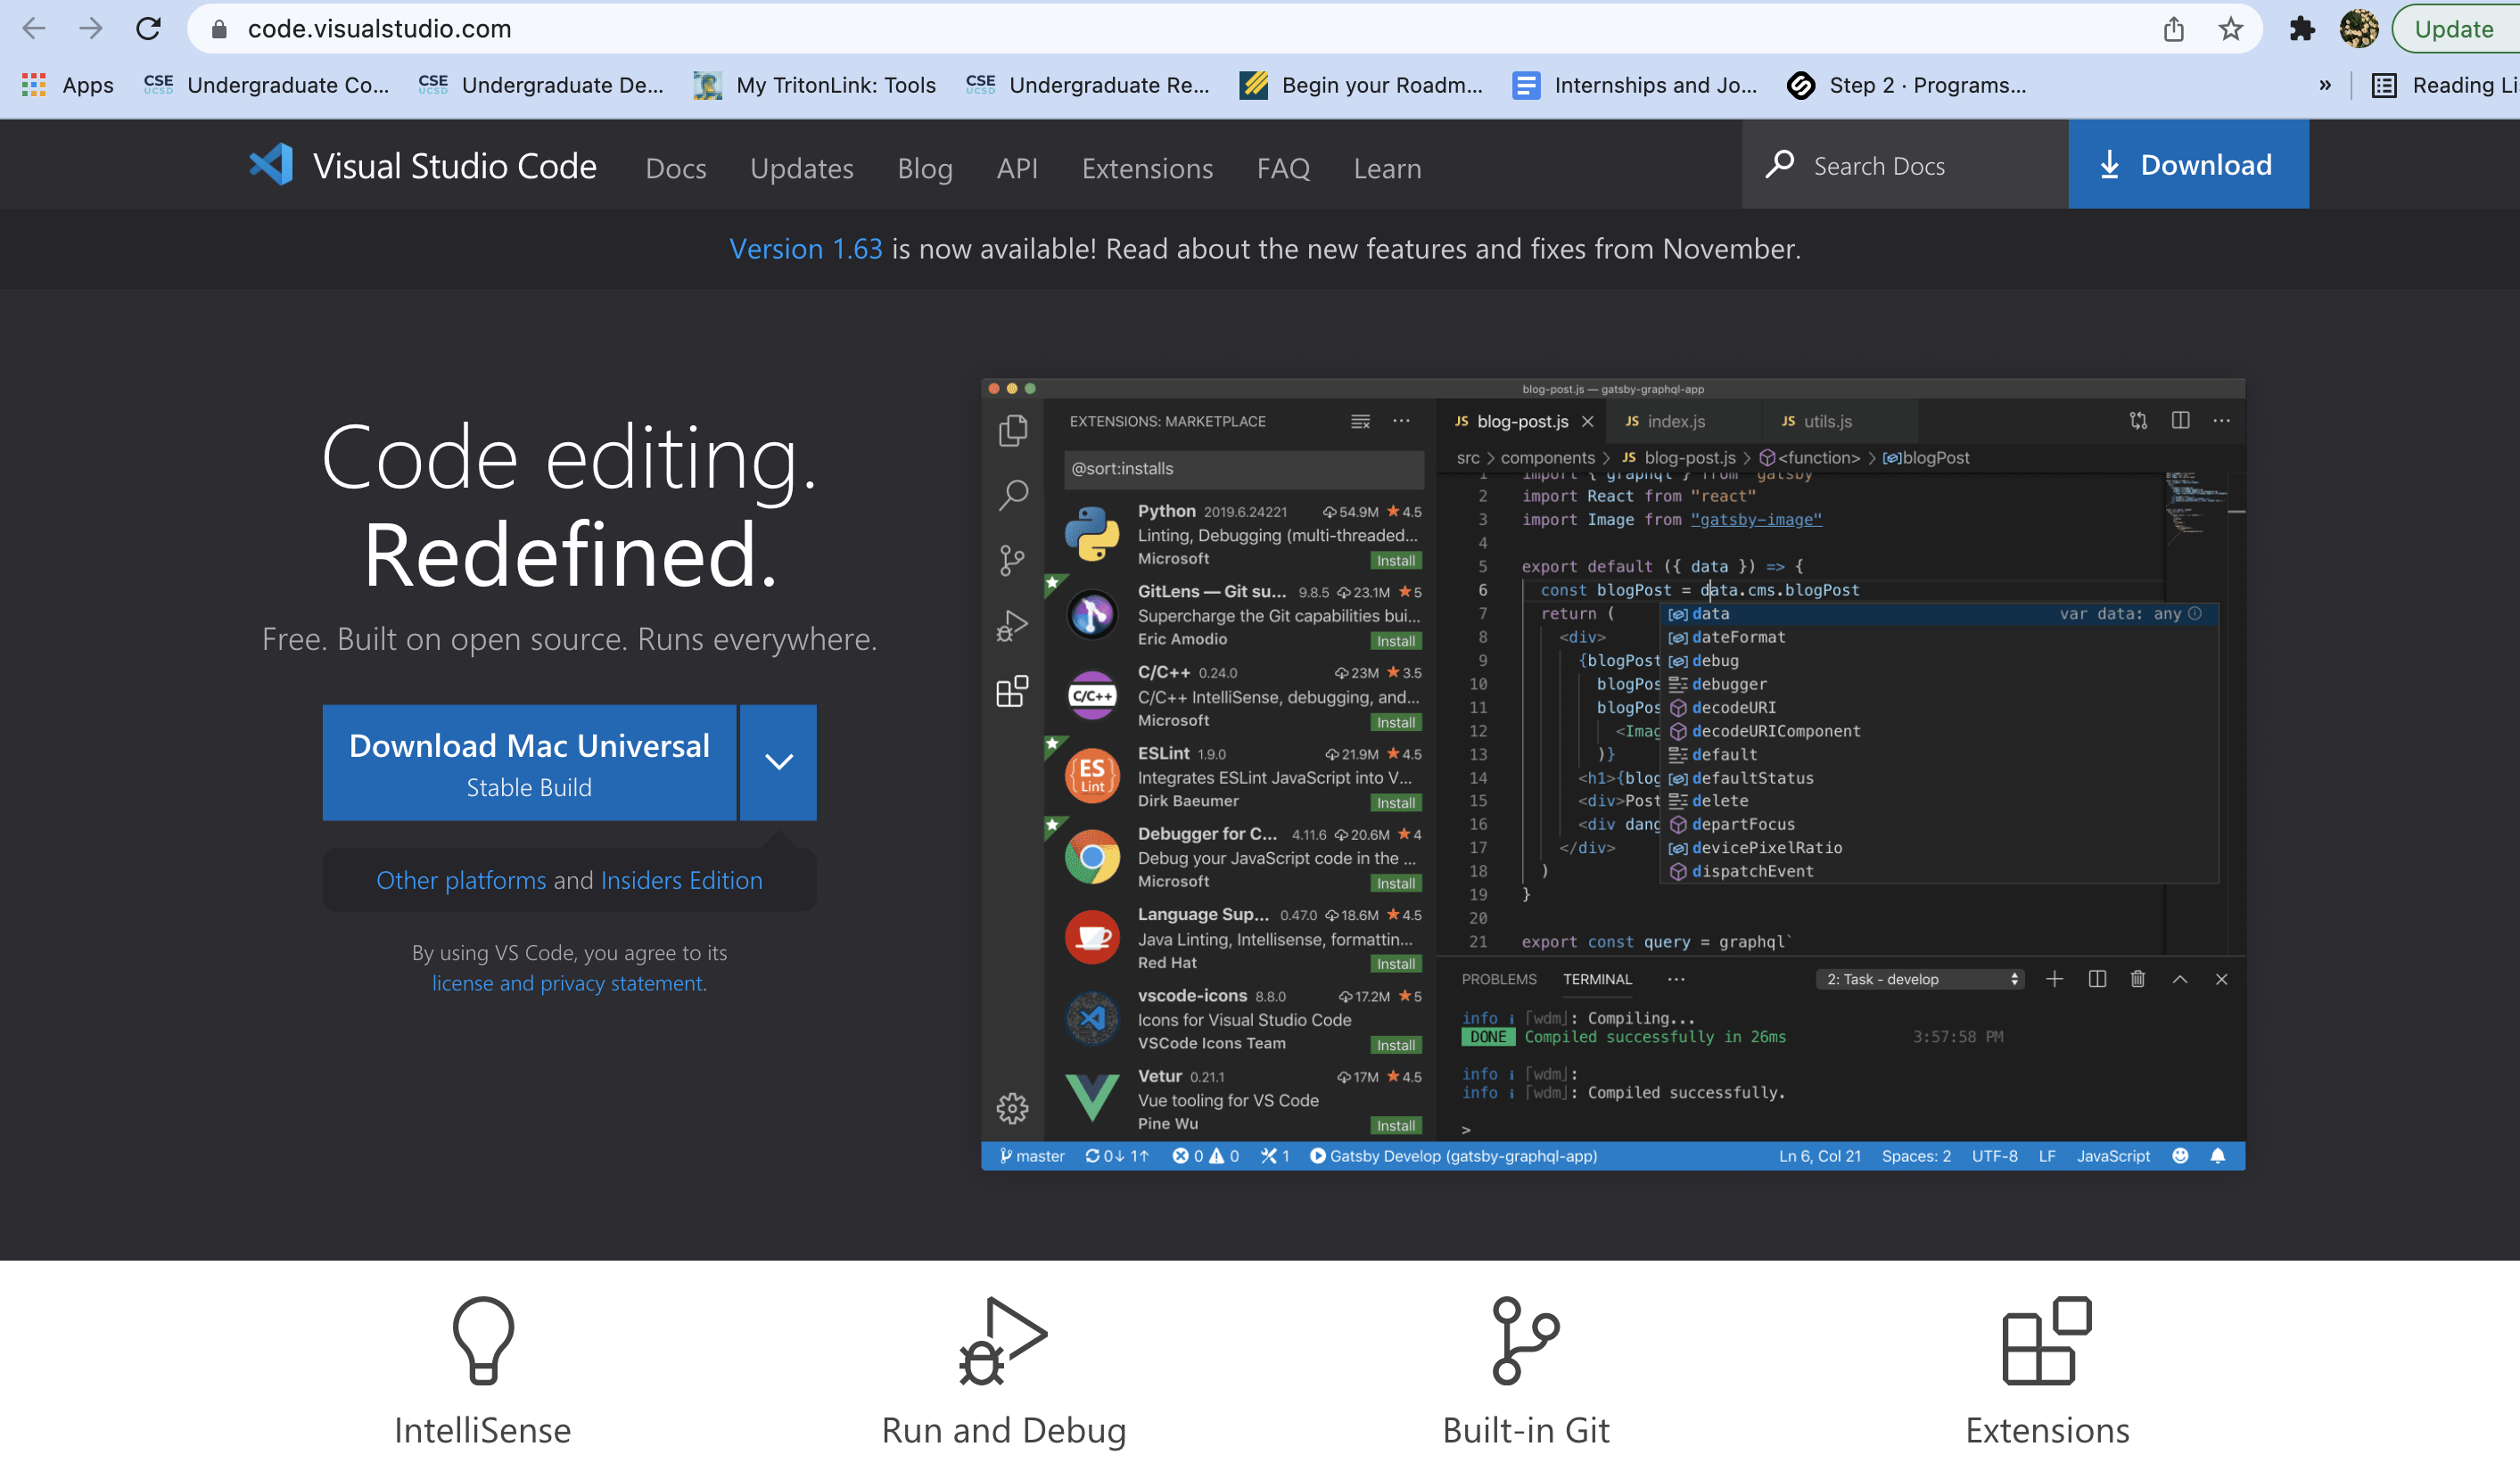 code.visualstudio.com
Update
Apps
CSE UCSD Undergraduate Co...
CSE UCSD Undergraduate De...
My TritonLink: Tools
CSE UCSD Undergraduate Re...
Begin your Roadm...
Internships and Jo...
Step 2 · Programs...
»
Reading Li
Visual Studio Code
Docs
Updates
Blog
API
Extensions
FAQ
Learn
Search Docs
Download
Version 1.63 is now available! Read about the new features and fixes from November.
Code editing.
Redefined.
Free. Built on open source. Runs everywhere.
Download Mac Universal
Stable Build
Other platforms and Insiders Edition
By using VS Code, you agree to its
license and privacy statement.
blog-post.js — gatsby-graphql-app
EXTENSIONS: MARKETPLACE
@sort:installs
Python 2019.6.24221 54.9M 4.5
Linting, Debugging (multi-threaded...
Microsoft Install
GitLens — Git su... 9.8.5 23.1M 5
Supercharge the Git capabilities bui...
Eric Amodio Install
C/C++
C/C++ 0.24.0 23M 3.5
C/C++ IntelliSense, debugging, and...
Microsoft Install
ES Lint
ESLint 1.9.0 21.9M 4.5
Integrates ESLint JavaScript into V...
Dirk Baeumer Install
Debugger for C... 4.11.6 20.6M 4
Debug your JavaScript code in the ...
Microsoft Install
Language Sup... 0.47.0 18.6M 4.5
Java Linting, Intellisense, formattin...
Red Hat Install
vscode-icons 8.8.0 17.2M 5
Icons for Visual Studio Code
VSCode Icons Team Install
Vetur 0.21.1 17M 4.5
Vue tooling for VS Code
Pine Wu Install
JS blog-post.js
JS index.js
JS utils.js
src > components > JS blog-post.js > <function> > blogPost
1 import { graphql } from "gatsby"
2 import React from "react"
3 import Image from "gatsby-image"
4
5 export default ({ data }) => {
6 const blogPost = data.cms.blogPost
7 return (
8 <div>
9 {blogPost
10 blogPos
11 blogPos
12 <Imag
13 )}
14 <h1>{blog
15 <div>Post
16 <div dang
17 </div>
18 )
19 }
20
21 export const query = graphql`
data var data: any
dateFormat
debug
debugger
decodeURI
decodeURIComponent
default
defaultStatus
delete
departFocus
devicePixelRatio
dispatchEvent
PROBLEMS
TERMINAL
2: Task - develop
info i ｢wdm｣: Compiling...
DONE Compiled successfully in 26ms 3:57:58 PM
info i ｢wdm｣:
info i ｢wdm｣: Compiled successfully.
>
master 0↓ 1↑ 0 0 1 Gatsby Develop (gatsby-graphql-app)
Ln 6, Col 21 Spaces: 2 UTF-8 LF JavaScript
IntelliSense
Run and Debug
Built-in Git
Extensions